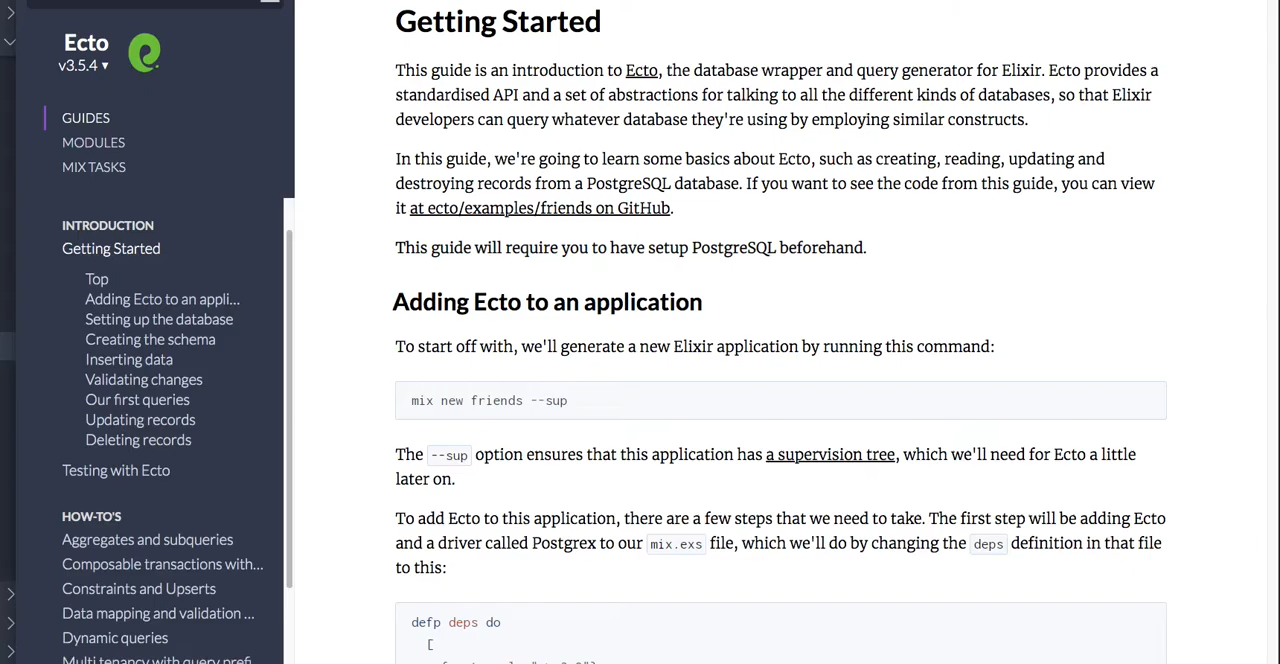 Ecto
v3.5.4 ▾
GUIDES
MODULES
MIX TASKS
INTRODUCTION
Getting Started
Top
Adding Ecto to an appli...
Setting up the database
Creating the schema
Inserting data
Validating changes
Our first queries
Updating records
Deleting records
Testing with Ecto
HOW-TO'S
Aggregates and subqueries
Composable transactions with...
Constraints and Upserts
Data mapping and validation ...
Dynamic queries
Multi tenancy with query prefi
Getting Started
This guide is an introduction to Ecto, the database wrapper and query generator for Elixir. Ecto provides a
standardised API and a set of abstractions for talking to all the different kinds of databases, so that Elixir
developers can query whatever database they're using by employing similar constructs.
In this guide, we're going to learn some basics about Ecto, such as creating, reading, updating and
destroying records from a PostgreSQL database. If you want to see the code from this guide, you can view
it at ecto/examples/friends on GitHub.
This guide will require you to have setup PostgreSQL beforehand.
Adding Ecto to an application
To start off with, we'll generate a new Elixir application by running this command:
mix new friends --sup
The --sup option ensures that this application has a supervision tree, which we'll need for Ecto a little
later on.
To add Ecto to this application, there are a few steps that we need to take. The first step will be adding Ecto
and a driver called Postgrex to our mix.exs file, which we'll do by changing the deps definition in that file
to this:
defp deps do
[